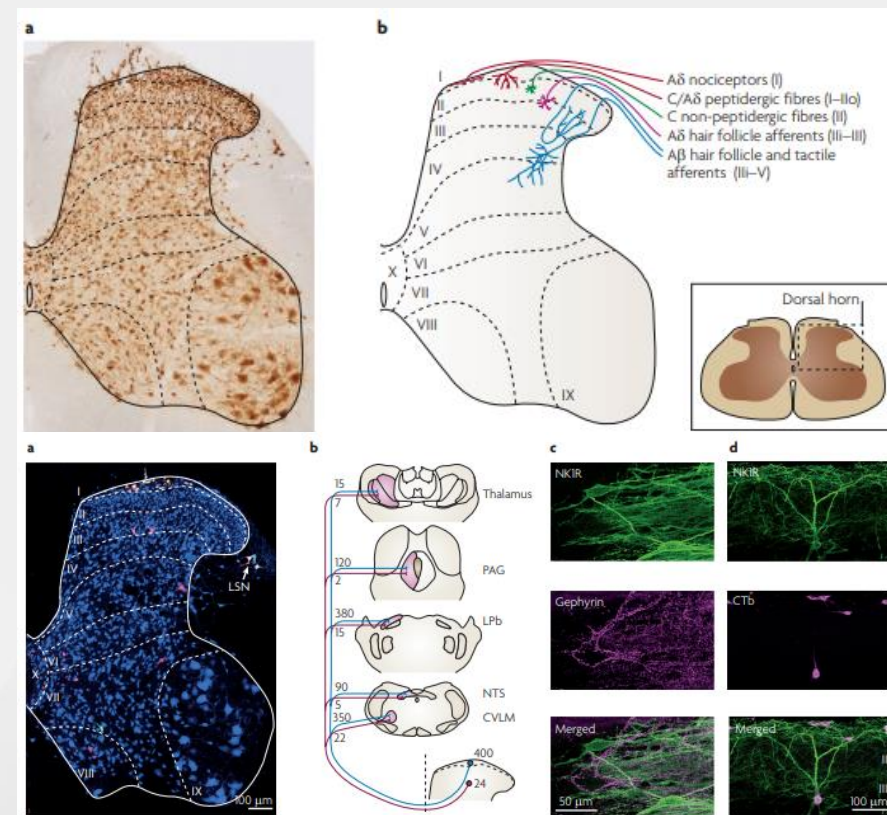 a
b
I
II
III
IV
V
VI
X
VII
VIII
IX
Aδ nociceptors (I)
C/Aδ peptidergic fibres (I–IIo)
C non-peptidergic fibres (II)
Aδ hair follicle afferents (IIi–III)
Aβ hair follicle and tactile
afferents (IIi–V)
Dorsal horn
a
I
III
IV
VI
X
VII
VIII
IX
LSN
100 µm
b
15
7
Thalamus
120
2
PAG
380
15
LPb
90
5
NTS
350
22
CVLM
400
24
c
NK1R
Gephyrin
Merged
50 µm
d
NK1R
CTb
Merged
III
100 µm